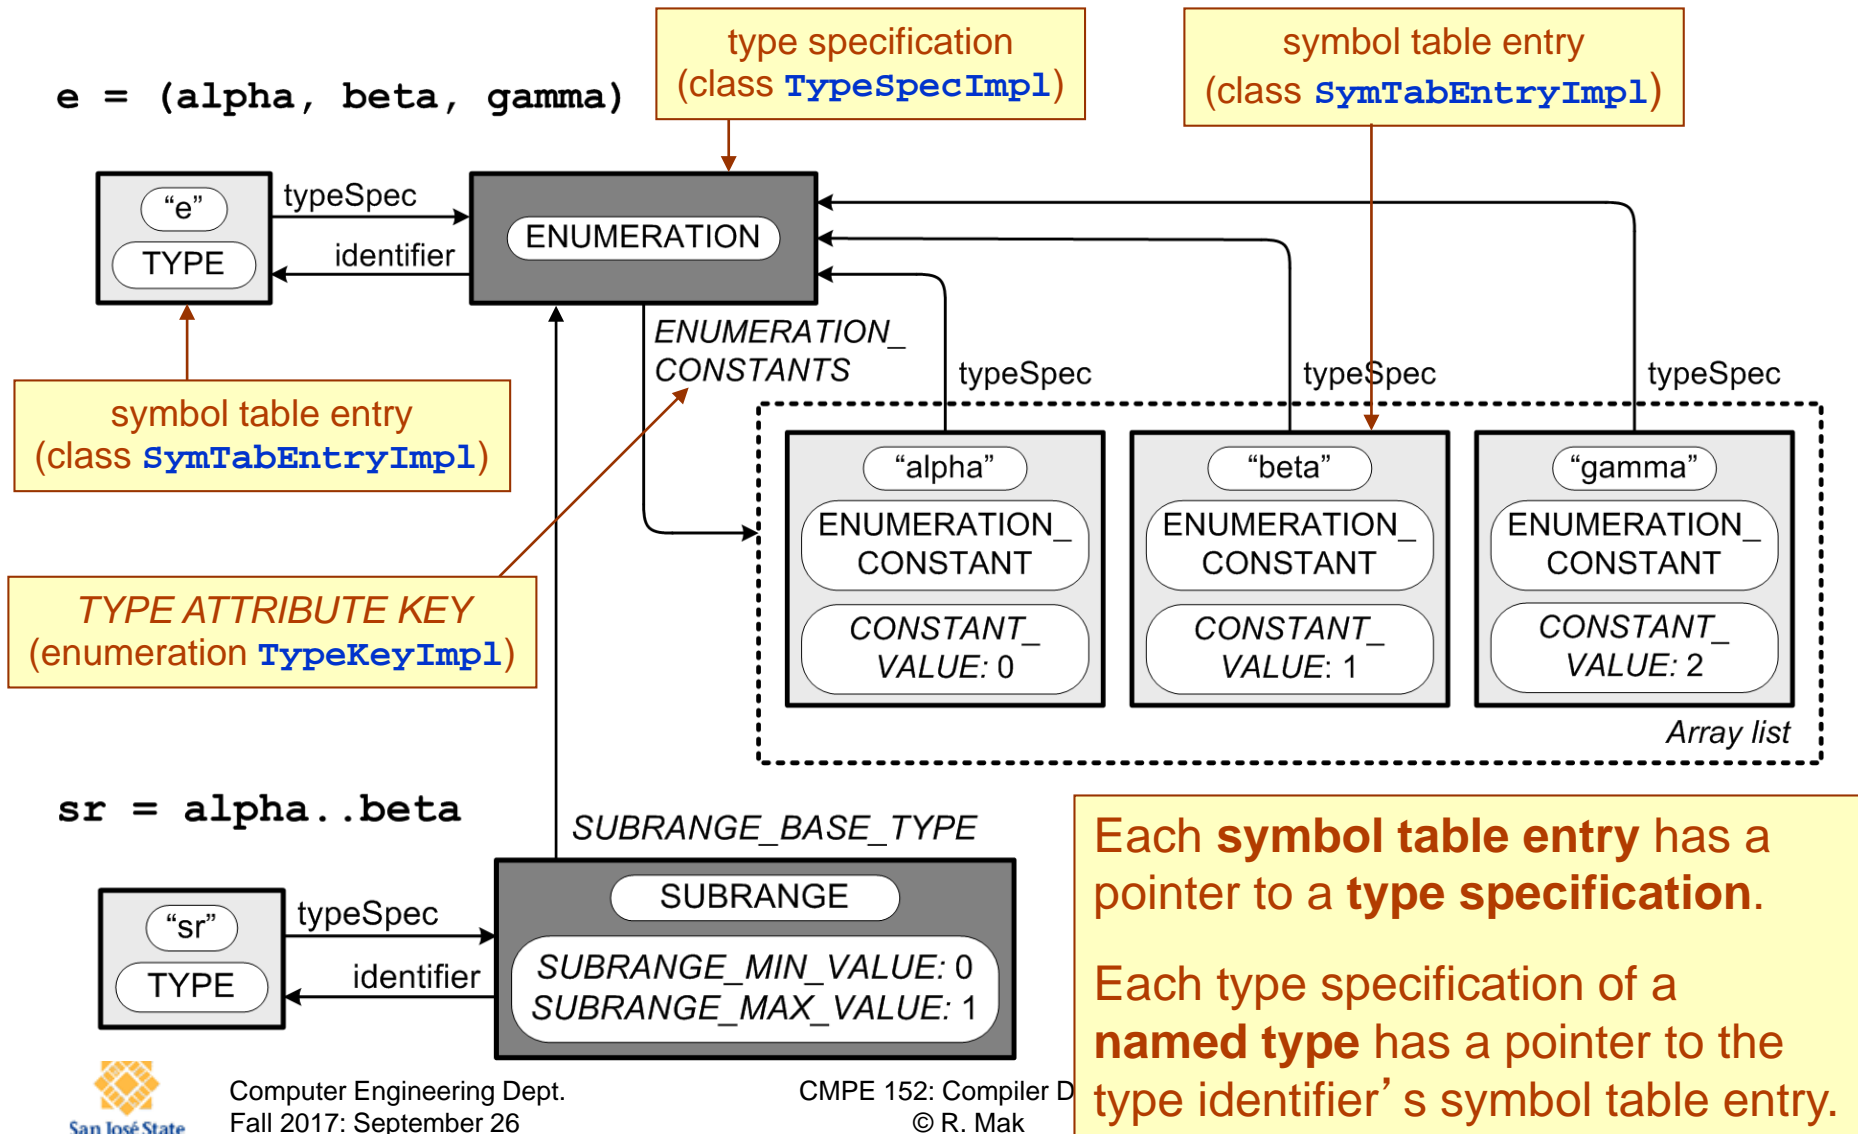 type specification
(class TypeSpecImpl)
symbol table entry
(class SymTabEntryImpl)
e = (alpha, beta, gamma)
“e”
TYPE
typeSpec
identifier
ENUMERATION
ENUMERATION_
CONSTANTS
typeSpec
typeSpec
typeSpec
symbol table entry
(class SymTabEntryImpl)
“alpha”
ENUMERATION_
CONSTANT
CONSTANT_
VALUE: 0
“beta”
ENUMERATION_
CONSTANT
CONSTANT_
VALUE: 1
“gamma”
ENUMERATION_
CONSTANT
CONSTANT_
VALUE: 2
Array list
TYPE ATTRIBUTE KEY
(enumeration TypeKeyImpl)
sr = alpha..beta
SUBRANGE_BASE_TYPE
“sr”
TYPE
typeSpec
identifier
SUBRANGE
SUBRANGE_MIN_VALUE: 0
SUBRANGE_MAX_VALUE: 1
Each symbol table entry has a
pointer to a type specification.
Each type specification of a
named type has a pointer to the
type identifier’s symbol table entry.
San José State
Computer Engineering Dept.
Fall 2017: September 26
CMPE 152: Compiler D
© R. Mak